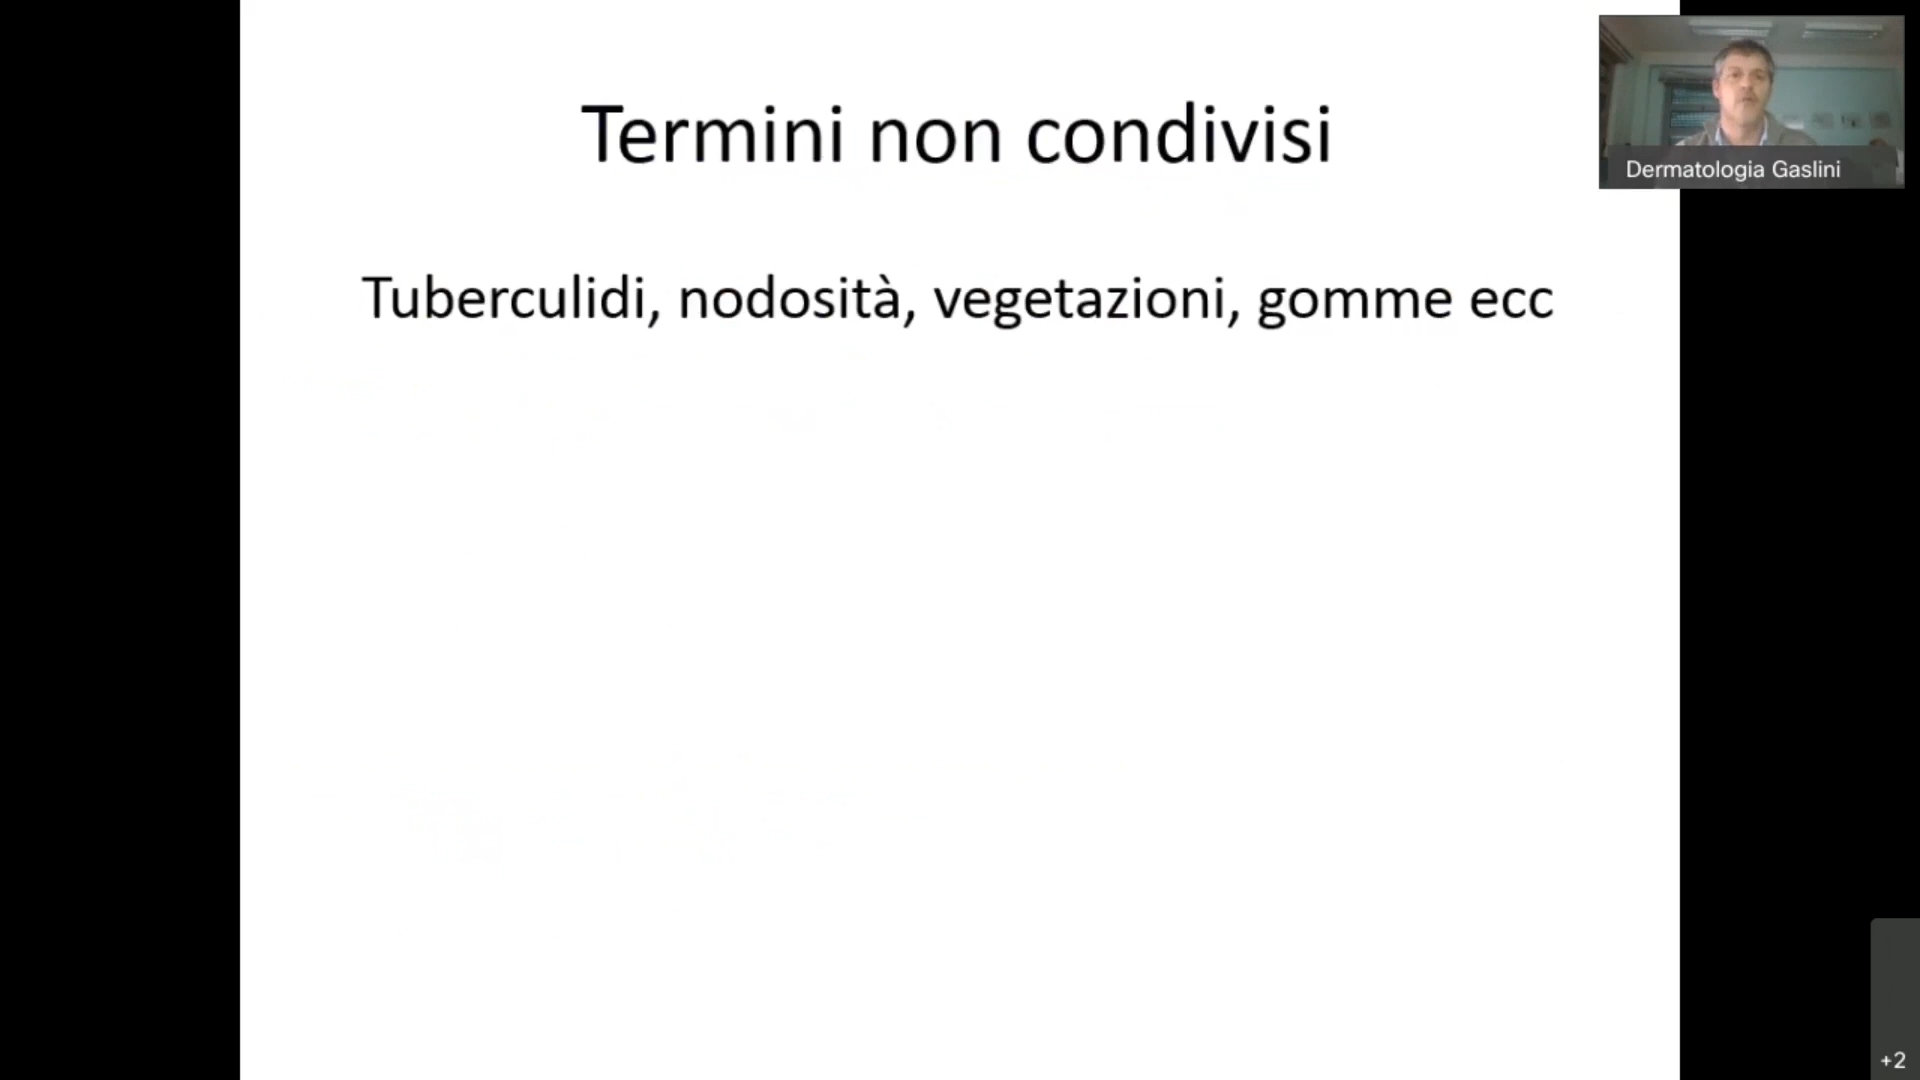 Termini non condivisi
Dermatologia Gaslini
Tuberculidi, nodosità, vegetazioni, gomme ecc
+2